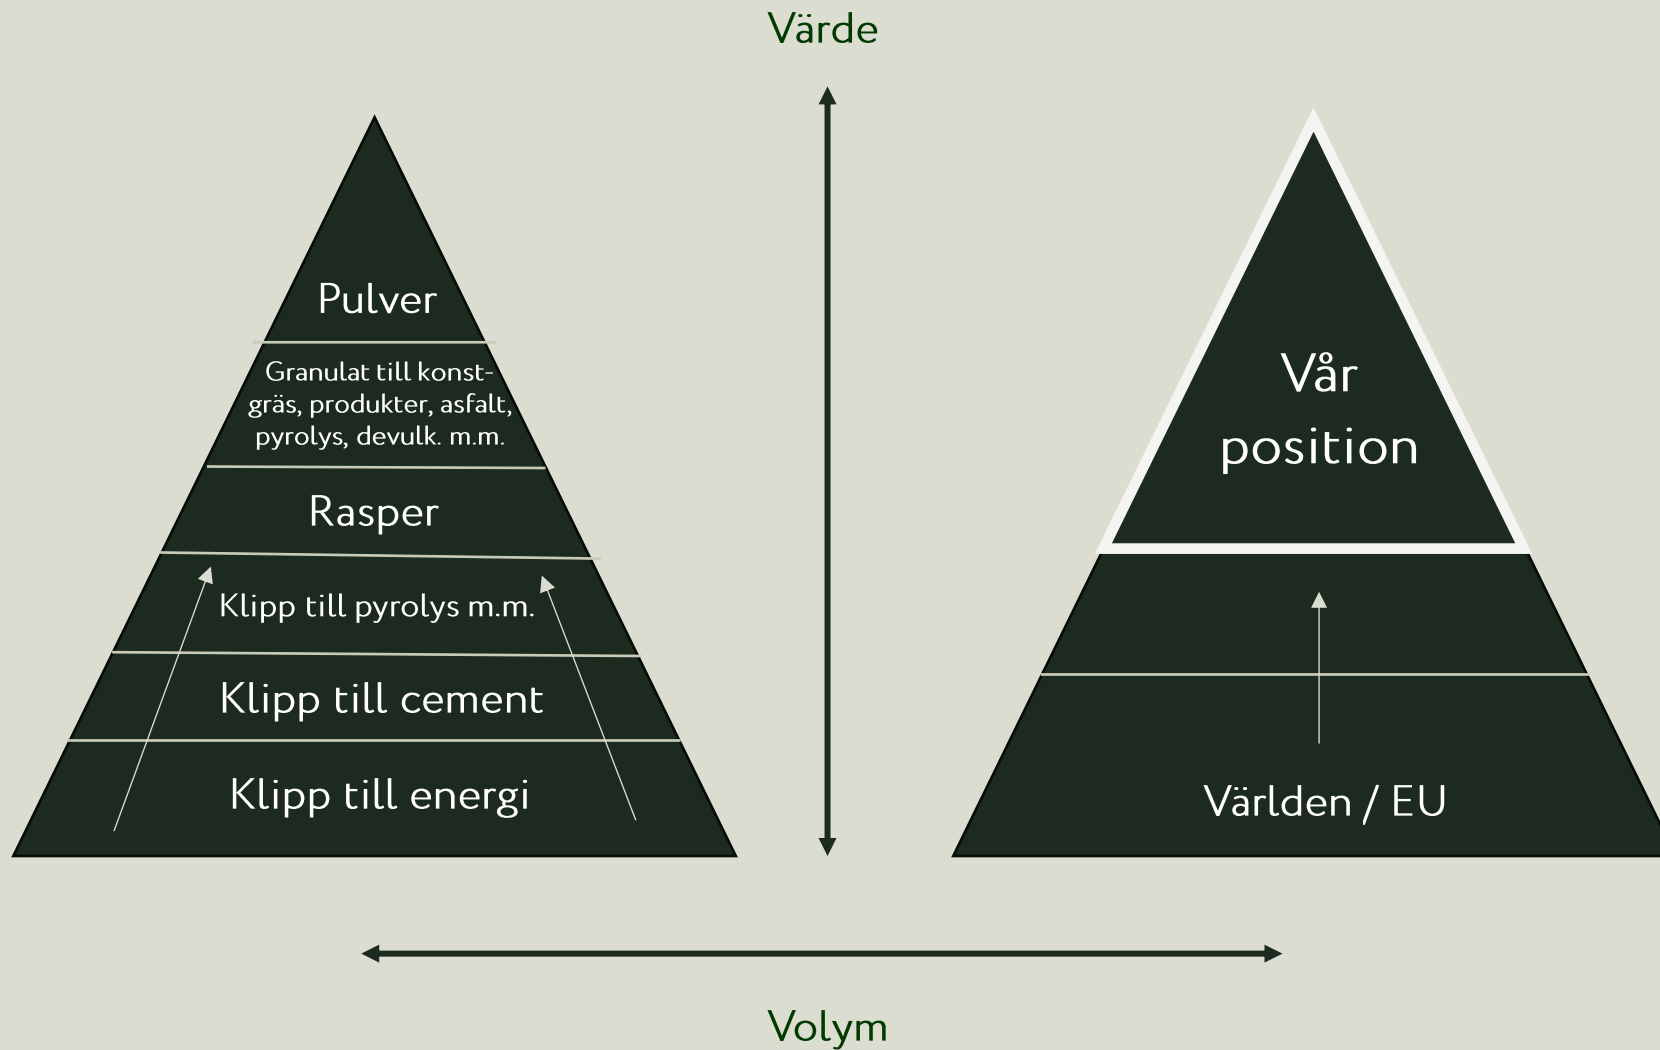 Värde
Pulver
Granulat till konst-
gräs, produkter, asfalt,
pyrolys, devulk. m.m.
Rasper
Klipp till pyrolys m.m.
Klipp till cement
Klipp till energi
Vår
position
Världen / EU
Volym